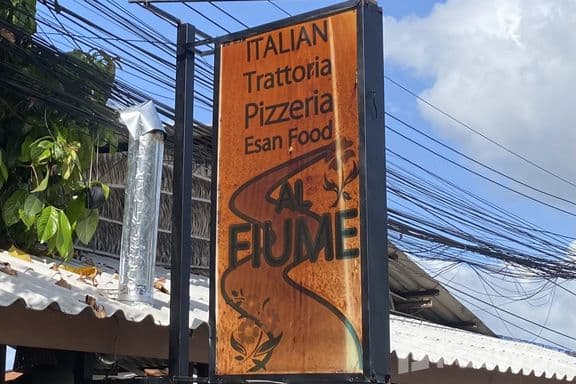 ITALIAN
Trattoria
Pizzeria
Esan Food
AL
FIUME